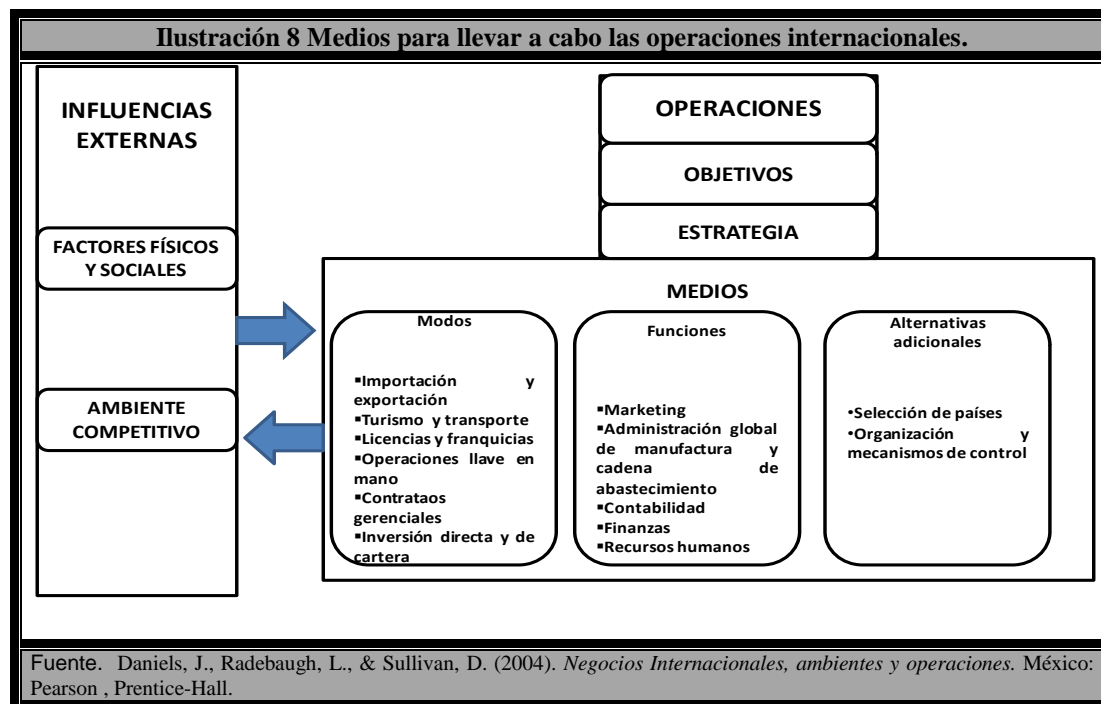 Ilustración 8 Medios para llevar a cabo las operaciones internacionales.
INFLUENCIAS
EXTERNAS
FACTORES FÍSICOS
Y SOCIALES
AMBIENTE
COMPETITIVO
OPERACIONES
OBJETIVOS
ESTRATEGIA
MEDIOS
Modos
▪Importación y
exportación
▪Turismo y transporte
▪Licencias y franquicias
▪Operaciones llave en
mano
▪Contrataos
gerenciales
▪Inversión directa y de
cartera
Funciones
▪Marketing
▪Administración global
de manufactura y
cadena de
abastecimiento
▪Contabilidad
▪Finanzas
▪Recursos humanos
Alternativas
adicionales
•Selección de países
•Organización y
mecanismos de control
Fuente. Daniels, J., Radebaugh, L., & Sullivan, D. (2004). Negocios Internacionales, ambientes y operaciones. México:
Pearson , Prentice-Hall.